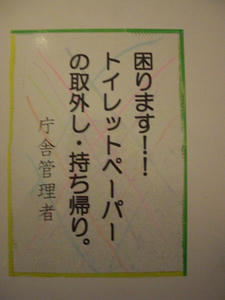 困ります!!
トイレットペーパー
の取外し・持ち帰り。
庁舎管理者